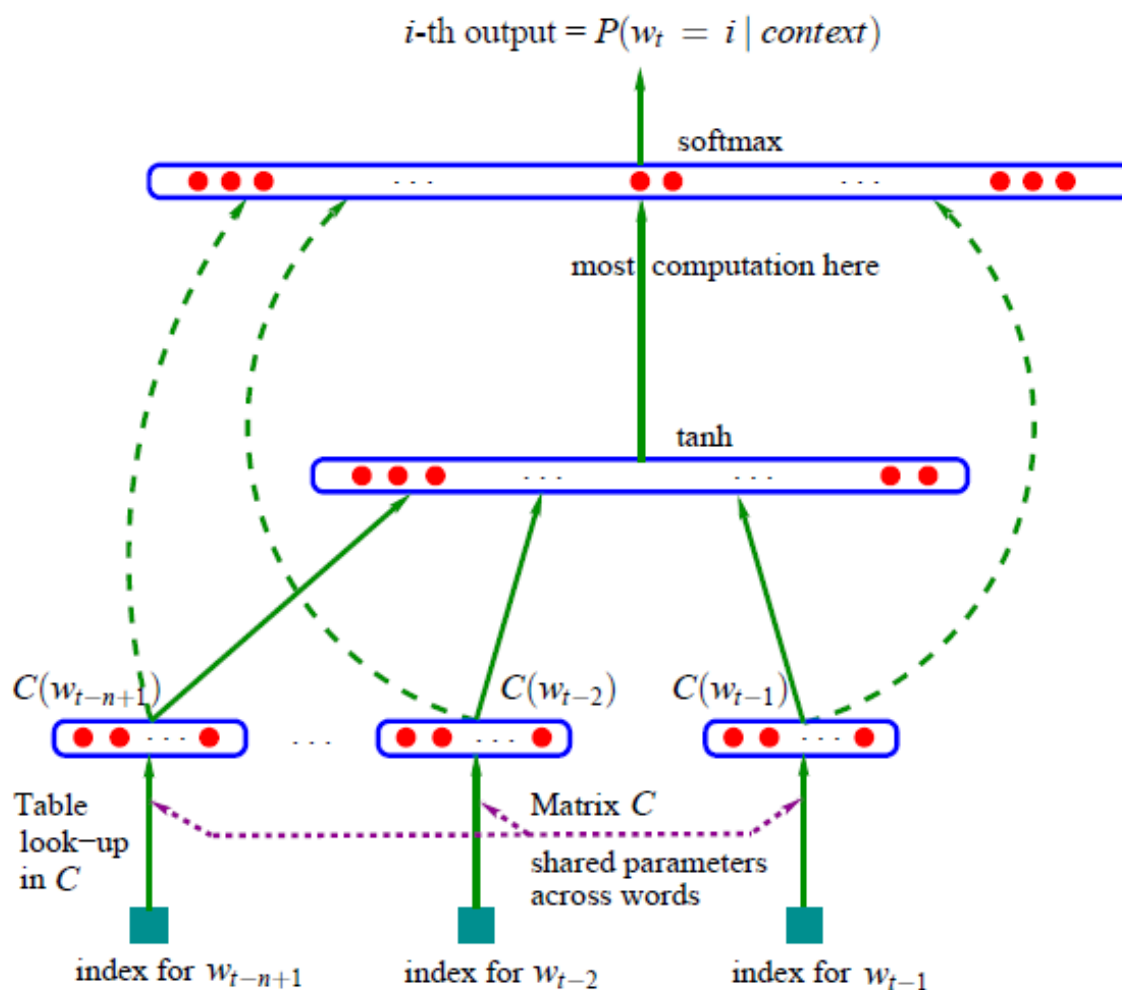 i-th output = P(w_t = i | context)
softmax
. . .
. . .
most computation here
tanh
. . .
. . .
C(w_{t−n+1})
C(w_{t−2})
C(w_{t−1})
. . .
. . .
. . .
. . .
Table
look−up
in C
Matrix C
shared parameters
across words
index for w_{t−n+1}
index for w_{t−2}
index for w_{t−1}